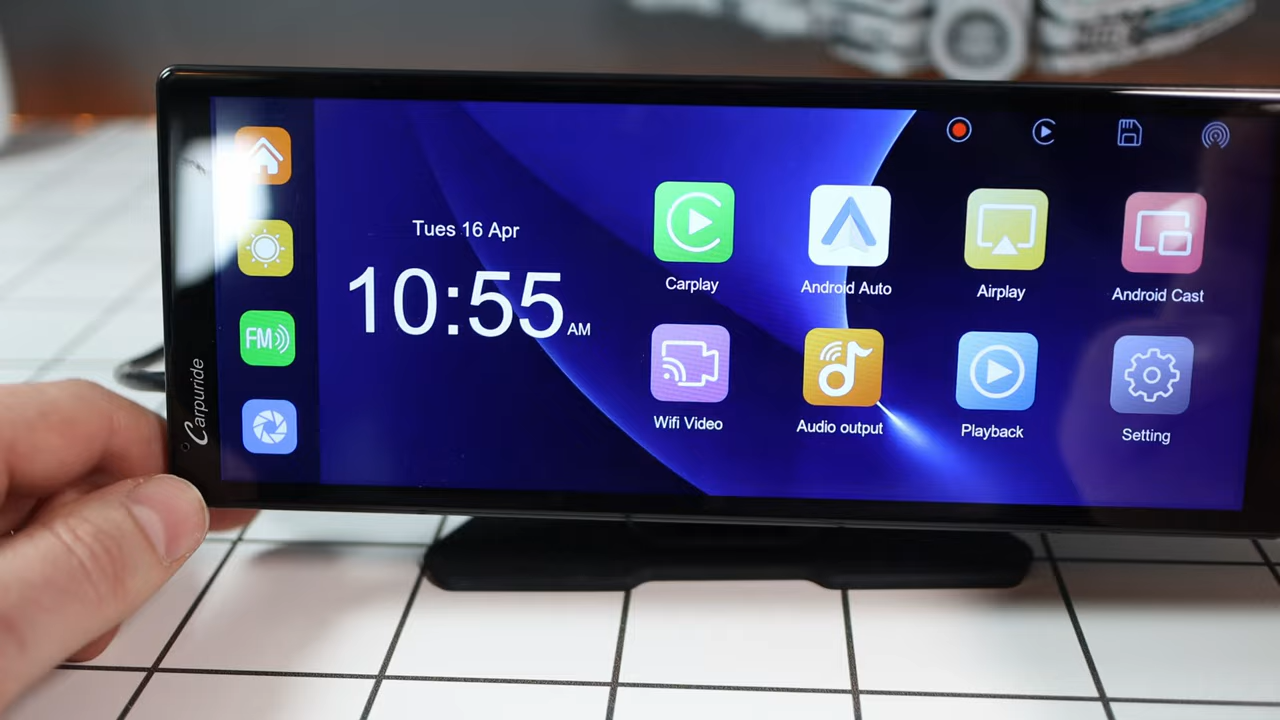 Carpuride
FM
Tues 16 Apr
10:55 AM
Carplay
Android Auto
Airplay
Android Cast
Wifi Video
Audio output
Playback
Setting